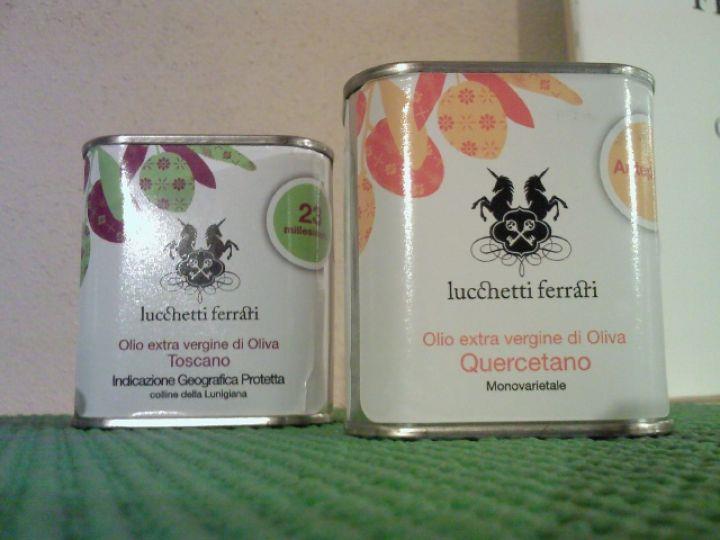 23
lucchetti ferrari
Olio extra vergine di Oliva
Toscano
Indicazione Geografica Protetta
colline della Lunigiana
lucchetti ferrari
Olio extra vergine di Oliva
Quercetano
Monovarietale